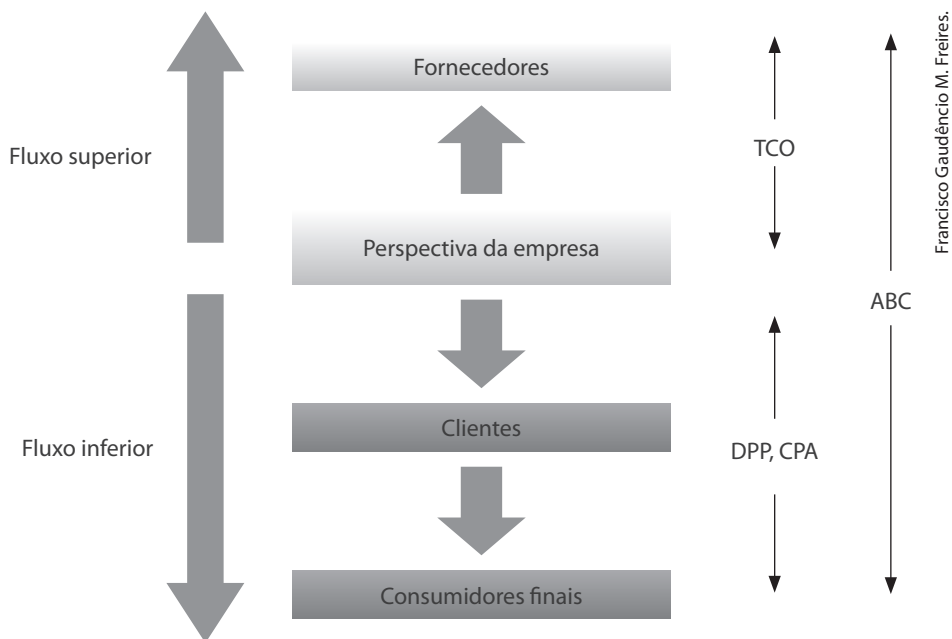 Fornecedores
Fluxo superior
TCO
Perspectiva da empresa
ABC
Clientes
Fluxo inferior
DPP, CPA
Consumidores finais
Francisco Gaudêncio M. Freires.